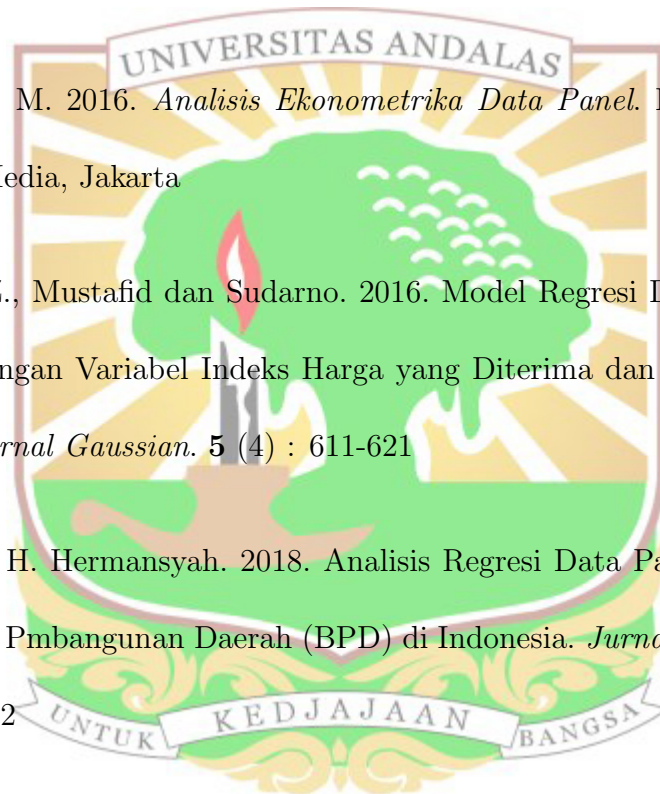 UNIVERSITAS ANDALAS
M. 2016. Analisis Ekonometrika Data Panel.
edia, Jakarta
., Mustafid dan Sudarno. 2016. Model Regresi
ngan Variabel Indeks Harga yang Diterima dan
rnal Gaussian. 5 (4) : 611-621
H. Hermansyah. 2018. Analisis Regresi Data Pa
Pmbangunan Daerah (BPD) di Indonesia. Jurna
2
UNTUK KEDJAJAAN BANGSA